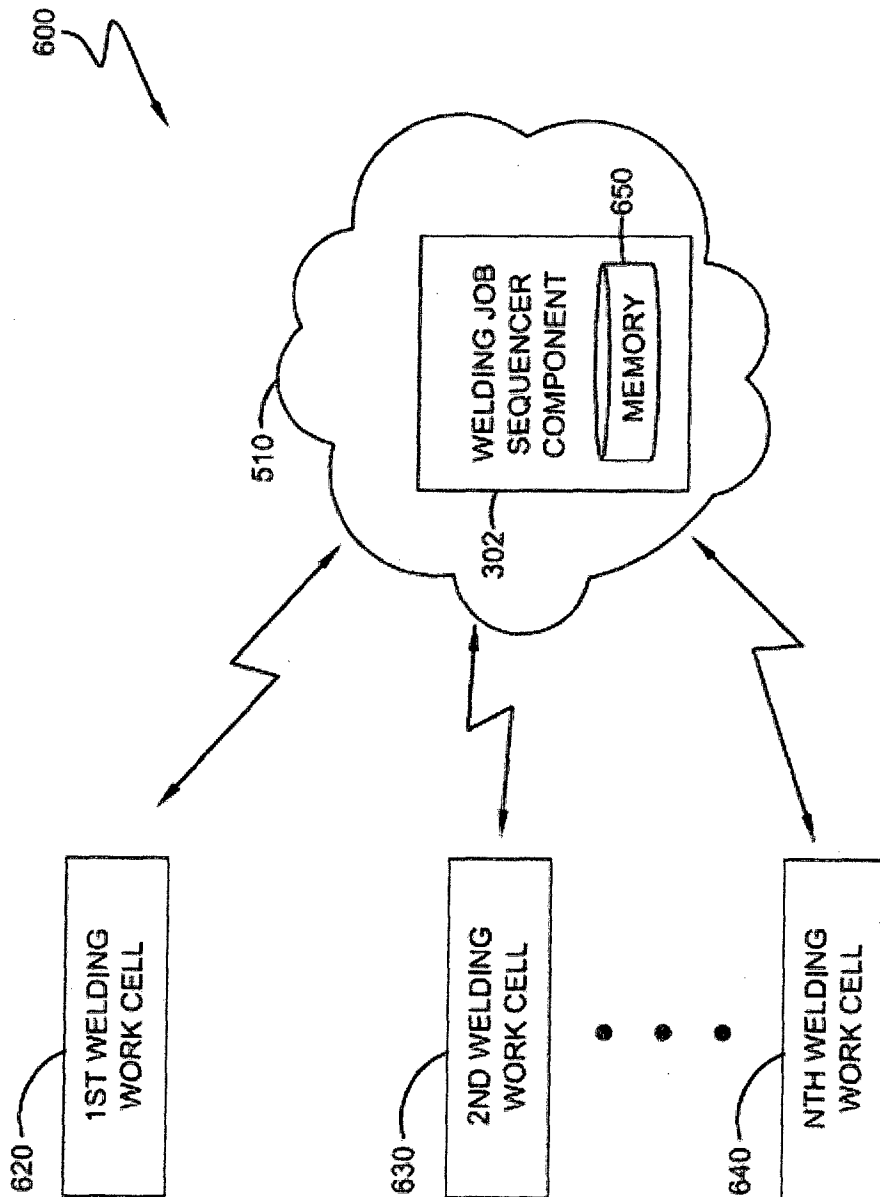 600
510
WELDING JOB
SEQUENCER
COMPONENT
MEMORY
650
302
620
1ST WELDING
WORK CELL
630
2ND WELDING
WORK CELL
640
NTH WELDING
WORK CELL